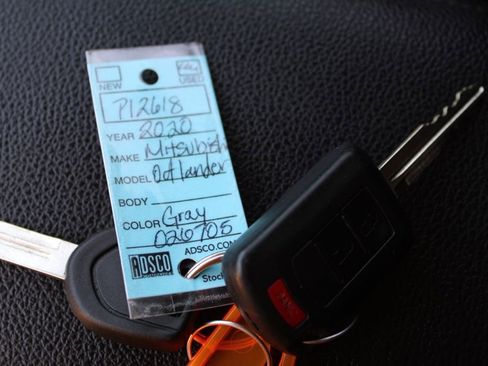 NEW USED
P12618
YEAR 2020
MAKE Mitsubishi
MODEL Outlander
BODY
COLOR Gray
026705
ADSCO.COM
ADSCO
Stock